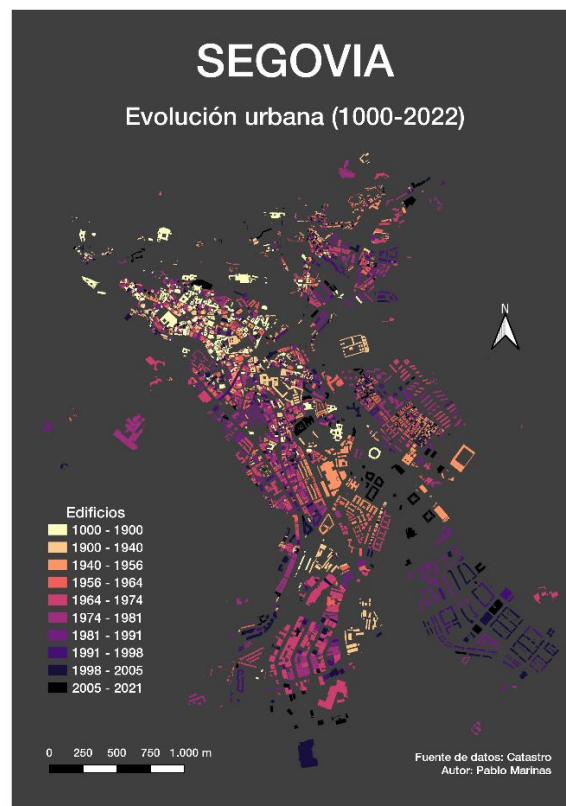 SEGOVIA
Evolución urbana (1000-2022)
N
Edificios
1000 - 1900
1900 - 1940
1940 - 1956
1956 - 1964
1964 - 1974
1974 - 1981
1981 - 1991
1991 - 1998
1998 - 2005
2005 - 2021
0 250 500 750 1.000 m
Fuente de datos: Catastro
Autor: Pablo Marinas